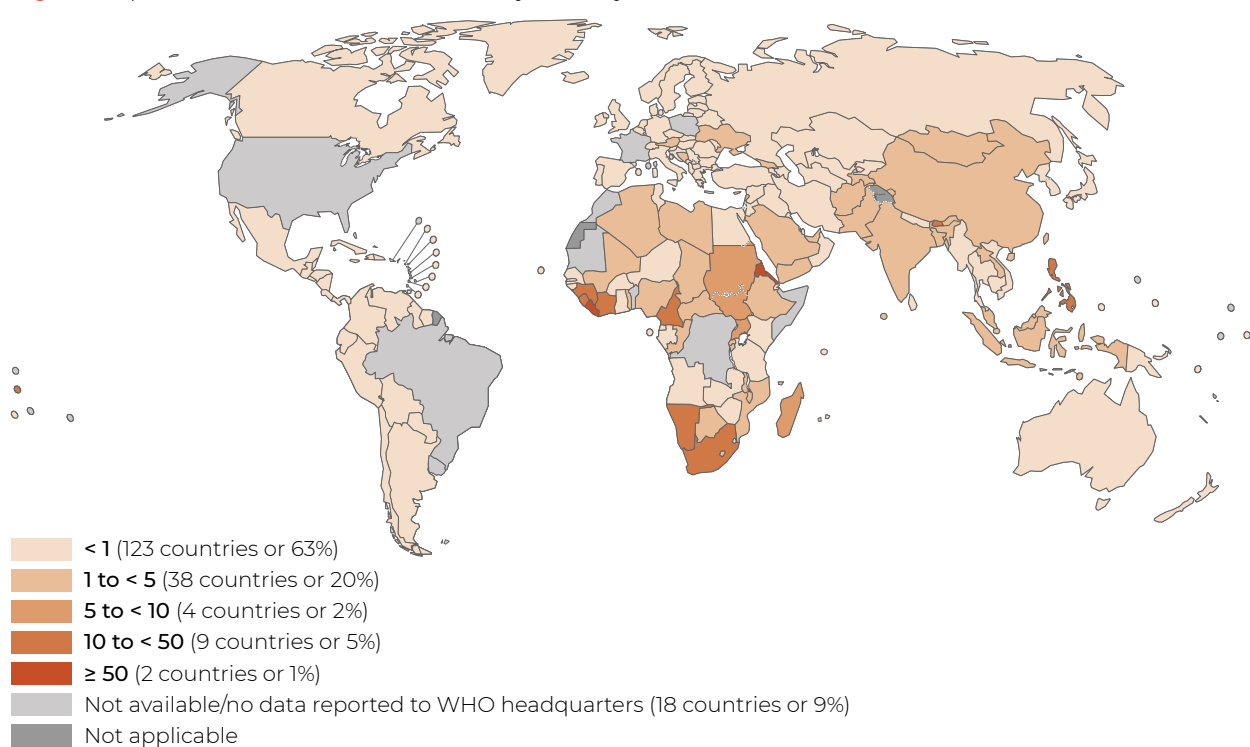 < 1 (123 countries or 63%)
1 to < 5 (38 countries or 20%)
5 to < 10 (4 countries or 2%)
10 to < 50 (9 countries or 5%)
≥ 50 (2 countries or 1%)
Not available/no data reported to WHO headquarters (18 countries or 9%)
Not applicable